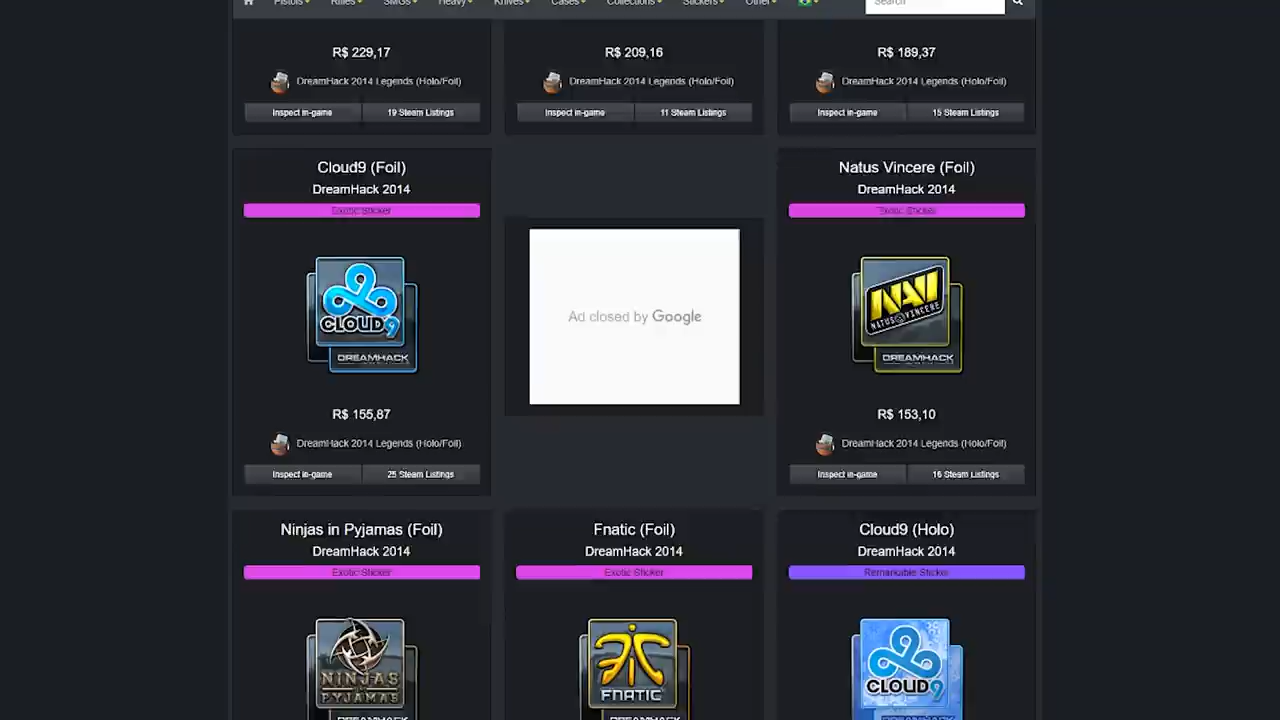 Pistols Rifles SMGs Heavy Knives Cases Collections Stickers Other Search
R$ 229,17 R$ 209,16 R$ 189,37
DreamHack 2014 Legends (Holo/Foil) DreamHack 2014 Legends (Holo/Foil) DreamHack 2014 Legends (Holo/Foil)
Inspect in-game 19 Steam Listings Inspect in-game 11 Steam Listings Inspect in-game 15 Steam Listings
Cloud9 (Foil)
DreamHack 2014
Exotic Sticker
CLOUD9
DREAMHACK
R$ 155,87
DreamHack 2014 Legends (Holo/Foil)
Inspect in-game 25 Steam Listings
Ad closed by Google
Natus Vincere (Foil)
DreamHack 2014
Exotic Sticker
NAVI
NATUS VINCERE
DREAMHACK
R$ 153,10
DreamHack 2014 Legends (Holo/Foil)
Inspect in-game 16 Steam Listings
Ninjas in Pyjamas (Foil)
DreamHack 2014
Exotic Sticker
NINJAS
PYJAMAS
DREAMHACK
Fnatic (Foil)
DreamHack 2014
Exotic Sticker
FNATIC
DREAMHACK
Cloud9 (Holo)
DreamHack 2014
Remarkable Sticker
CLOUD9
DREAMHACK